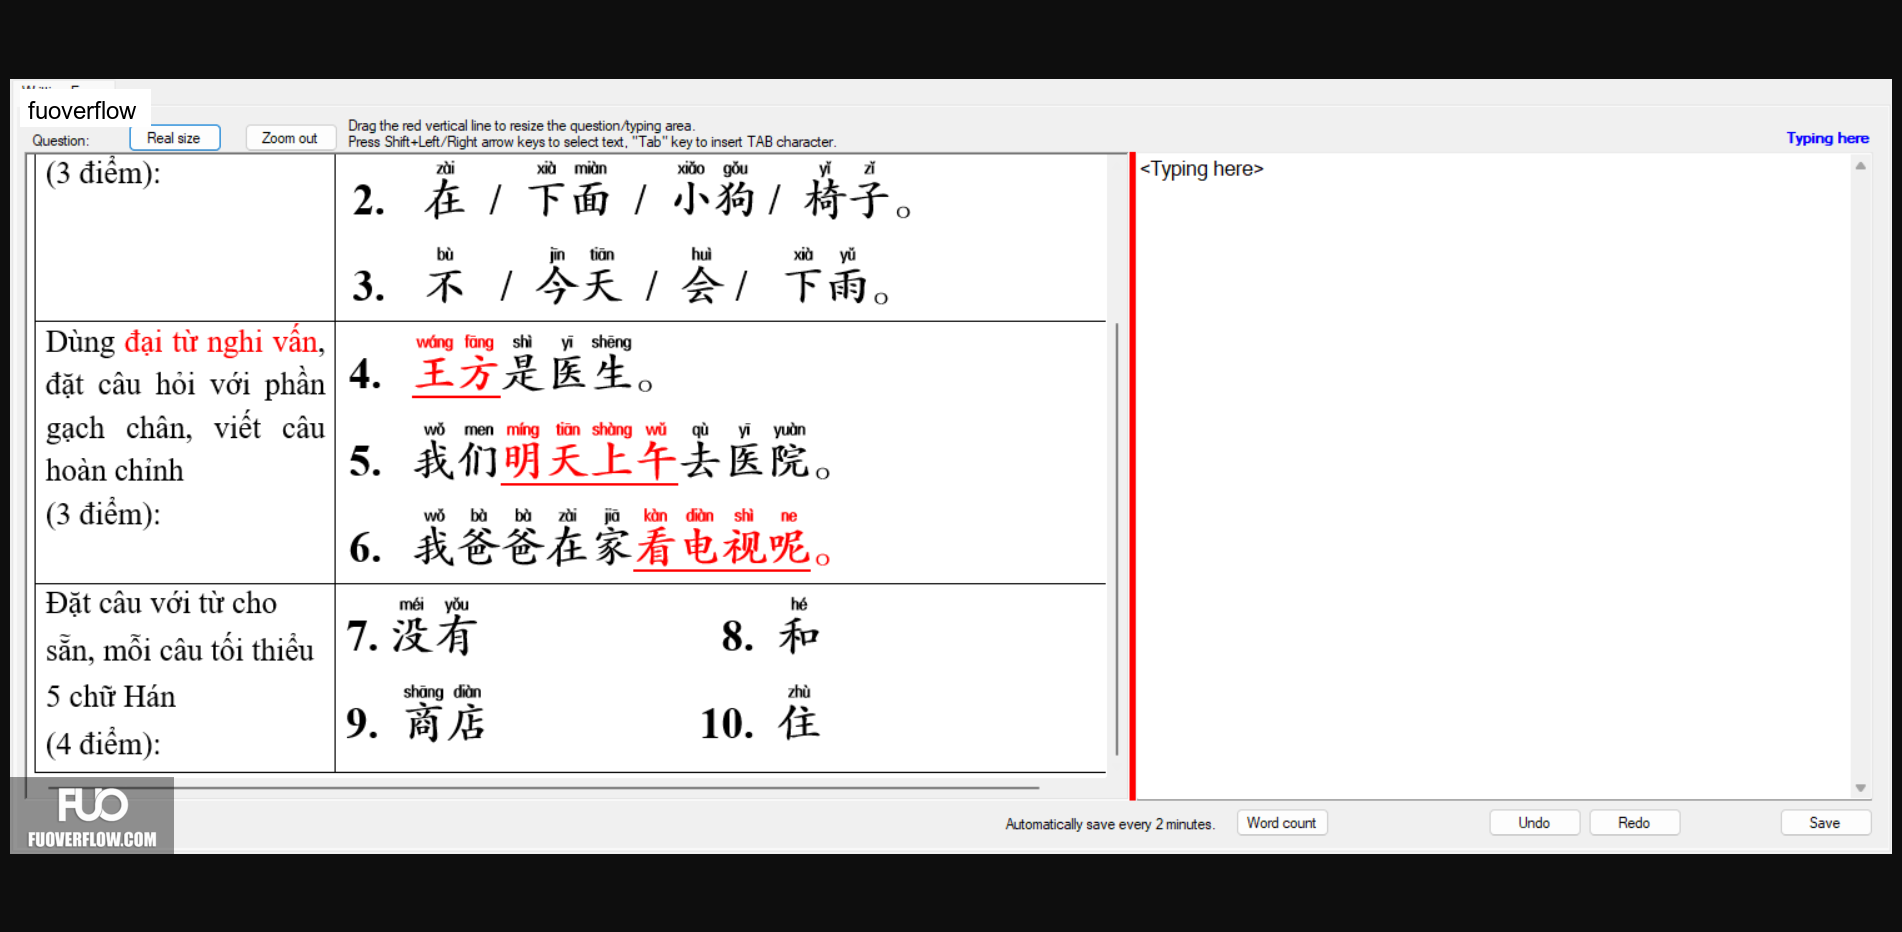 fuoverflow
Question:
Real size
Zoom out
Drag the red vertical line to resize the question/typing area.
Press Shift+Left/Right arrow keys to select text, "Tab" key to insert TAB character.
Typing here
(3 điểm):
zài xià miàn xiǎo gǒu yǐ zǐ
2. 在 / 下面 / 小狗 / 椅子。
bù jīn tiān huì xià yǔ
3. 不 / 今天 / 会 / 下雨。
Dùng đại từ nghi vấn,
đặt câu hỏi với phần
gạch chân, viết câu
hoàn chỉnh
(3 điểm):
wáng fāng shì yī shēng
4. 王方是医生。
wǒ men míng tiān shàng wǔ qù yī yuàn
5. 我们明天上午去医院。
wǒ bà bà zài jiā kàn diàn shì ne
6. 我爸爸在家看电视呢。
Đặt câu với từ cho
sẵn, mỗi câu tối thiểu
5 chữ Hán
(4 điểm):
méi yǒu hé
7. 没有 8. 和
shāng diàn zhù
9. 商店 10. 住
<Typing here>
FUO
FUOVERFLOW.COM
Automatically save every 2 minutes.
Word count
Undo
Redo
Save